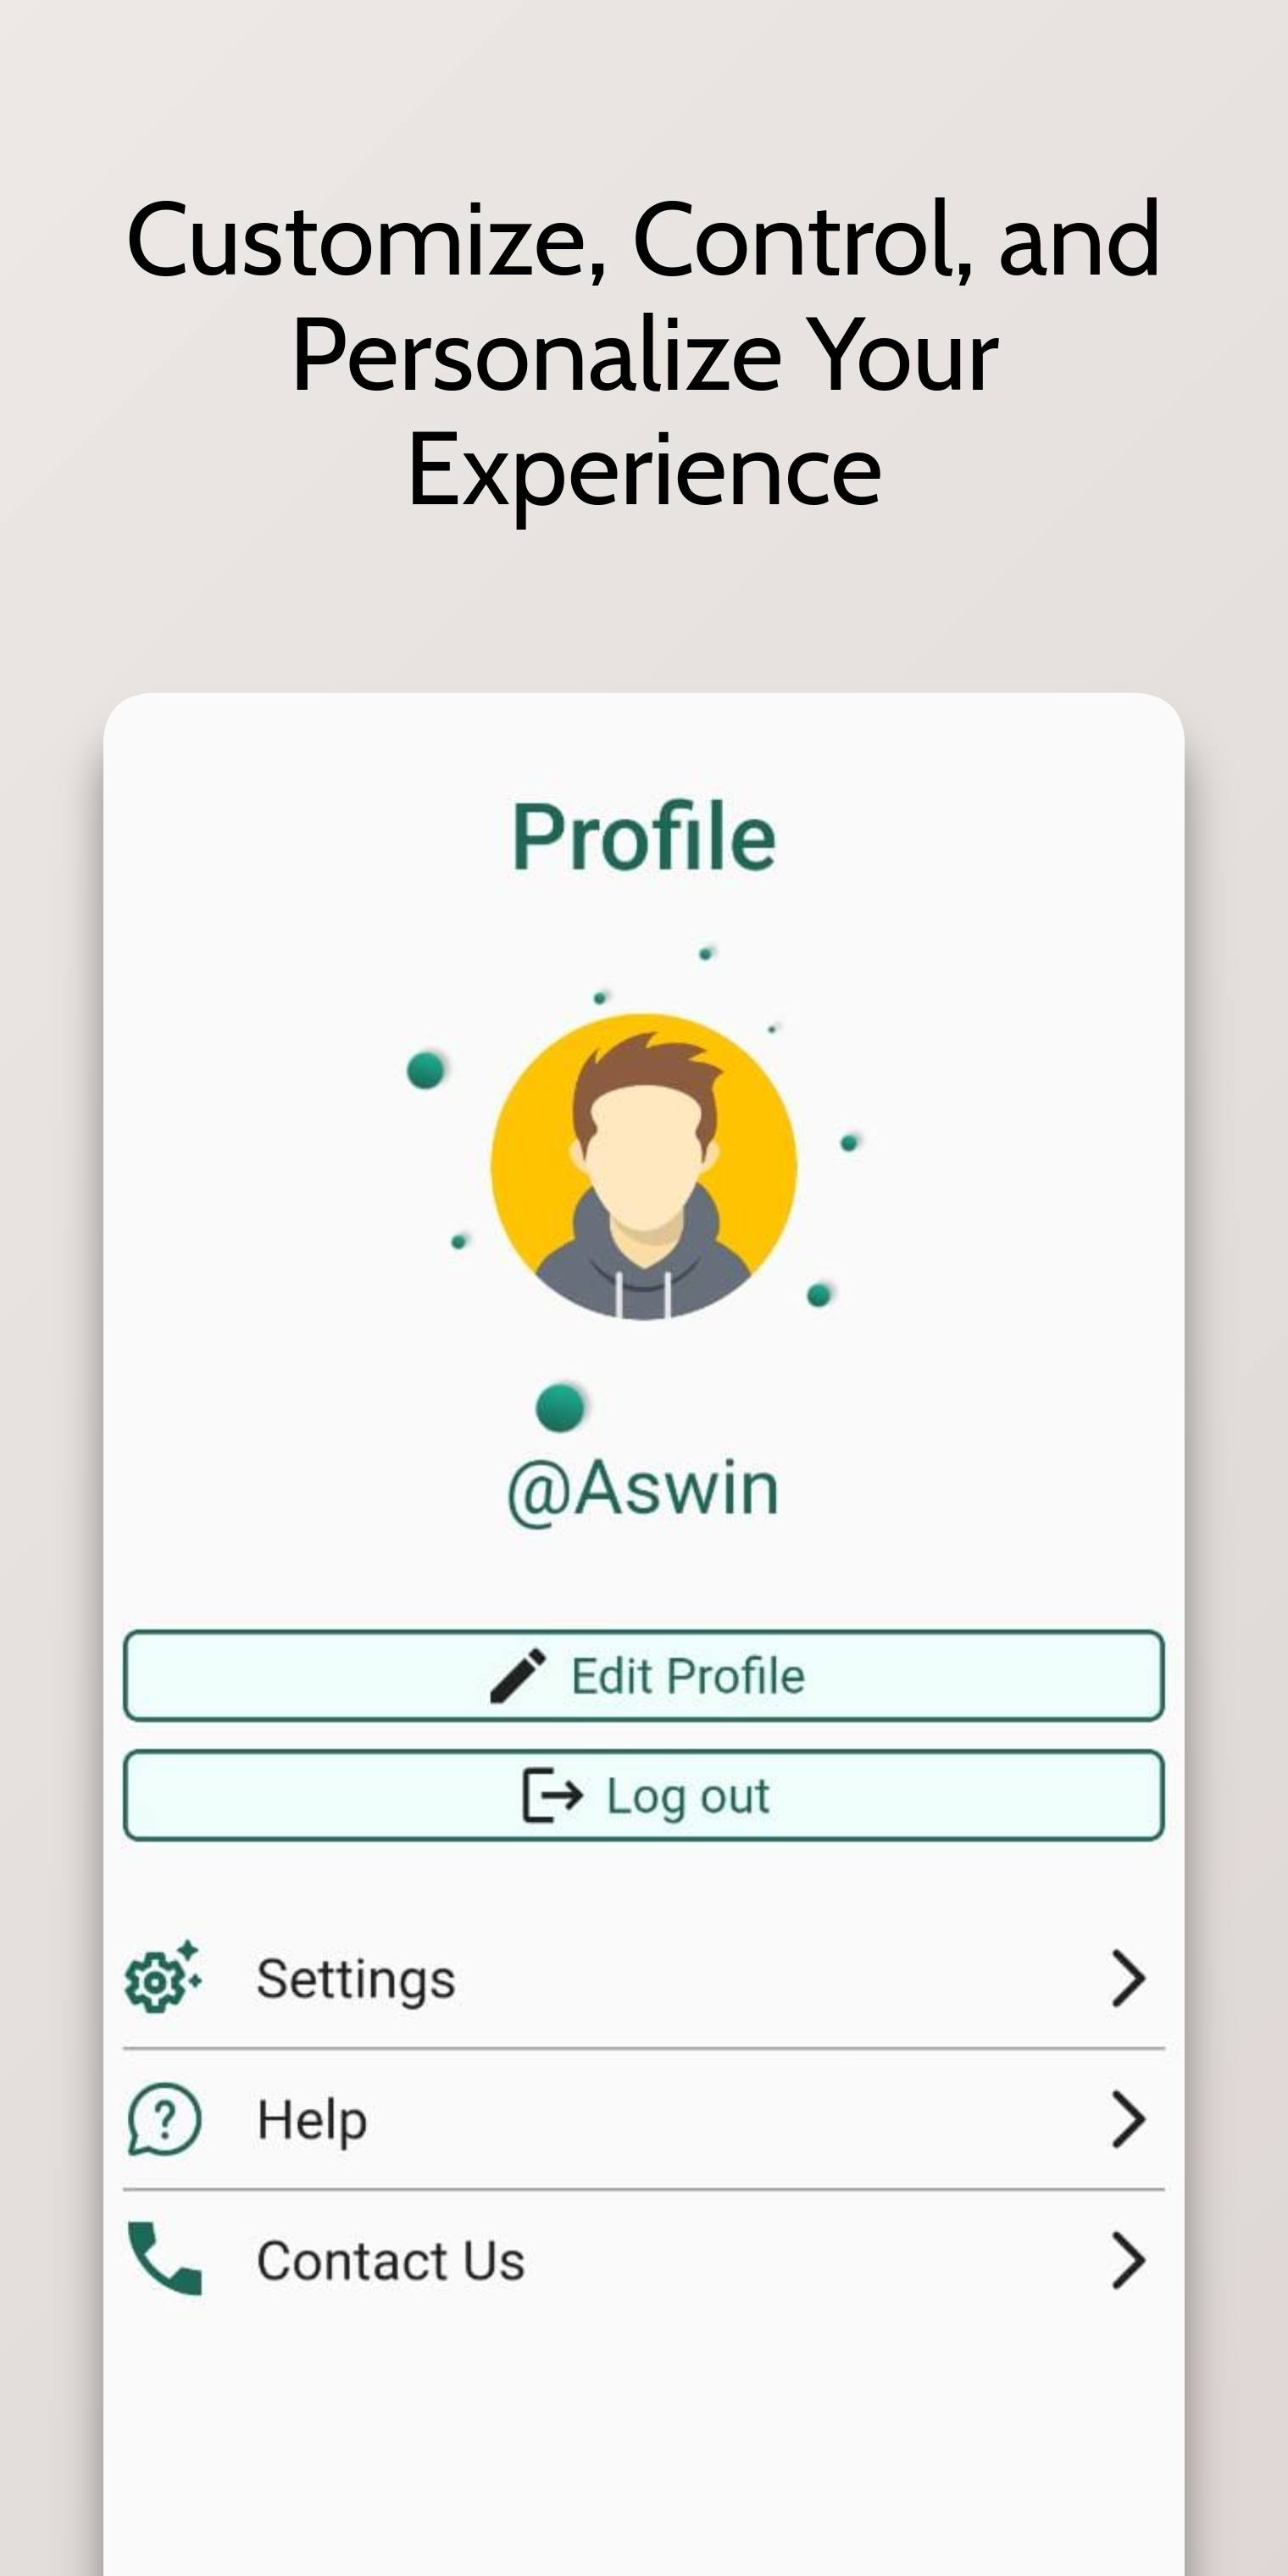 Customize, Control, and
Personalize Your
Experience
Profile
@Aswin
Edit Profile
Log out
Settings
Help
Contact Us